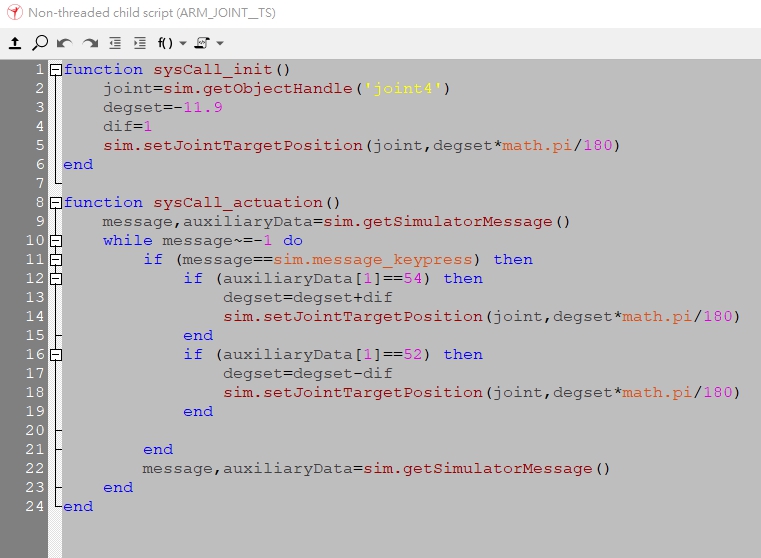 Non-threaded child script (ARM_JOINT__TS)
f()
1 function sysCall_init()
2 joint=sim.getObjectHandle('joint4')
3 degset=-11.9
4 dif=1
5 sim.setJointTargetPosition(joint,degset*math.pi/180)
6 end
7
8 function sysCall_actuation()
9 message,auxiliaryData=sim.getSimulatorMessage()
10 while message~=-1 do
11 if (message==sim.message_keypress) then
12 if (auxiliaryData[1]==54) then
13 degset=degset+dif
14 sim.setJointTargetPosition(joint,degset*math.pi/180)
15 end
16 if (auxiliaryData[1]==52) then
17 degset=degset-dif
18 sim.setJointTargetPosition(joint,degset*math.pi/180)
19 end
20
21 end
22 message,auxiliaryData=sim.getSimulatorMessage()
23 end
24 end